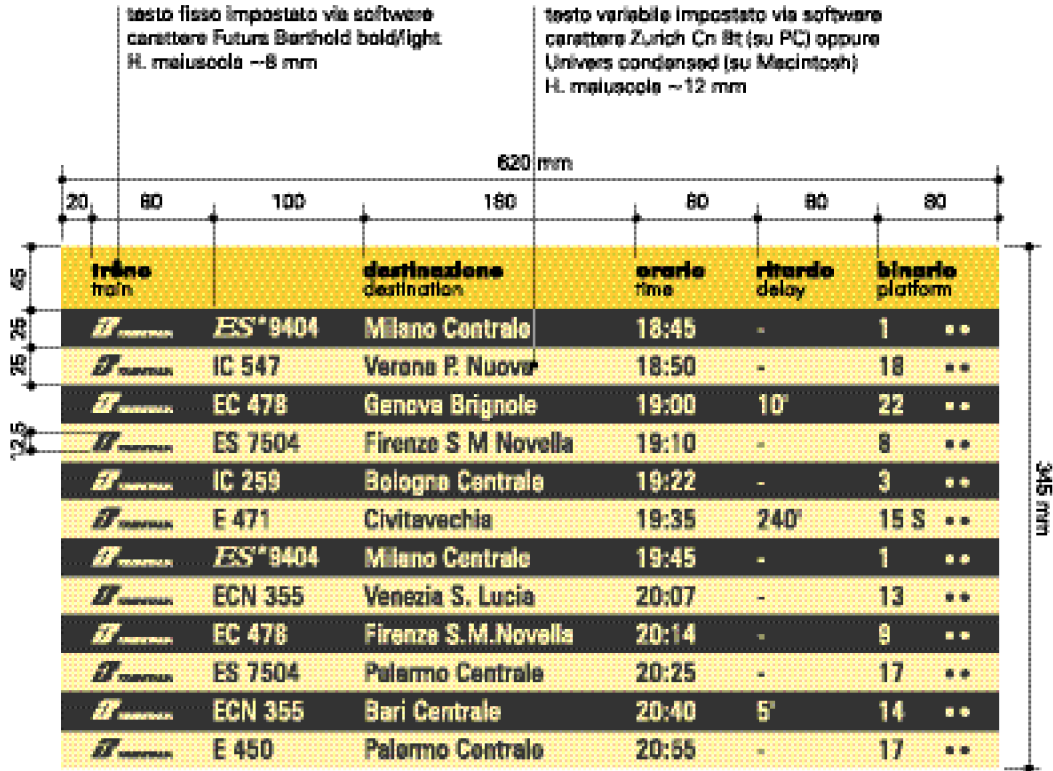 testo fisso impostato via software
carattere Futura Berthold bold/light
H. maiuscola ~8 mm
testo variabile impostato via software
carattere Zurich Cn Bt (su PC) oppure
Univers condensed (su Macintosh)
H. maiuscola ~12 mm
620 mm
20 60 100 180 80 80 80
45
treno destinazione orario ritardo binario
train destination time delay platform
25
ES*9404 Milano Centrale 18:45 - 1
25
IC 547 Verona P. Nuova 18:50 - 18
EC 478 Genova Brignole 19:00 10' 22
12,5
ES 7504 Firenze S M Novella 19:10 - 8
IC 259 Bologna Centrale 19:22 - 3
345 mm
E 471 Civitavechia 19:35 240' 15 S
ES*9404 Milano Centrale 19:45 - 1
ECN 355 Venezia S. Lucia 20:07 - 13
EC 478 Firenze S.M.Novella 20:14 - 9
ES 7504 Palermo Centrale 20:25 - 17
ECN 355 Bari Centrale 20:40 5' 14
E 450 Palermo Centrale 20:55 - 17